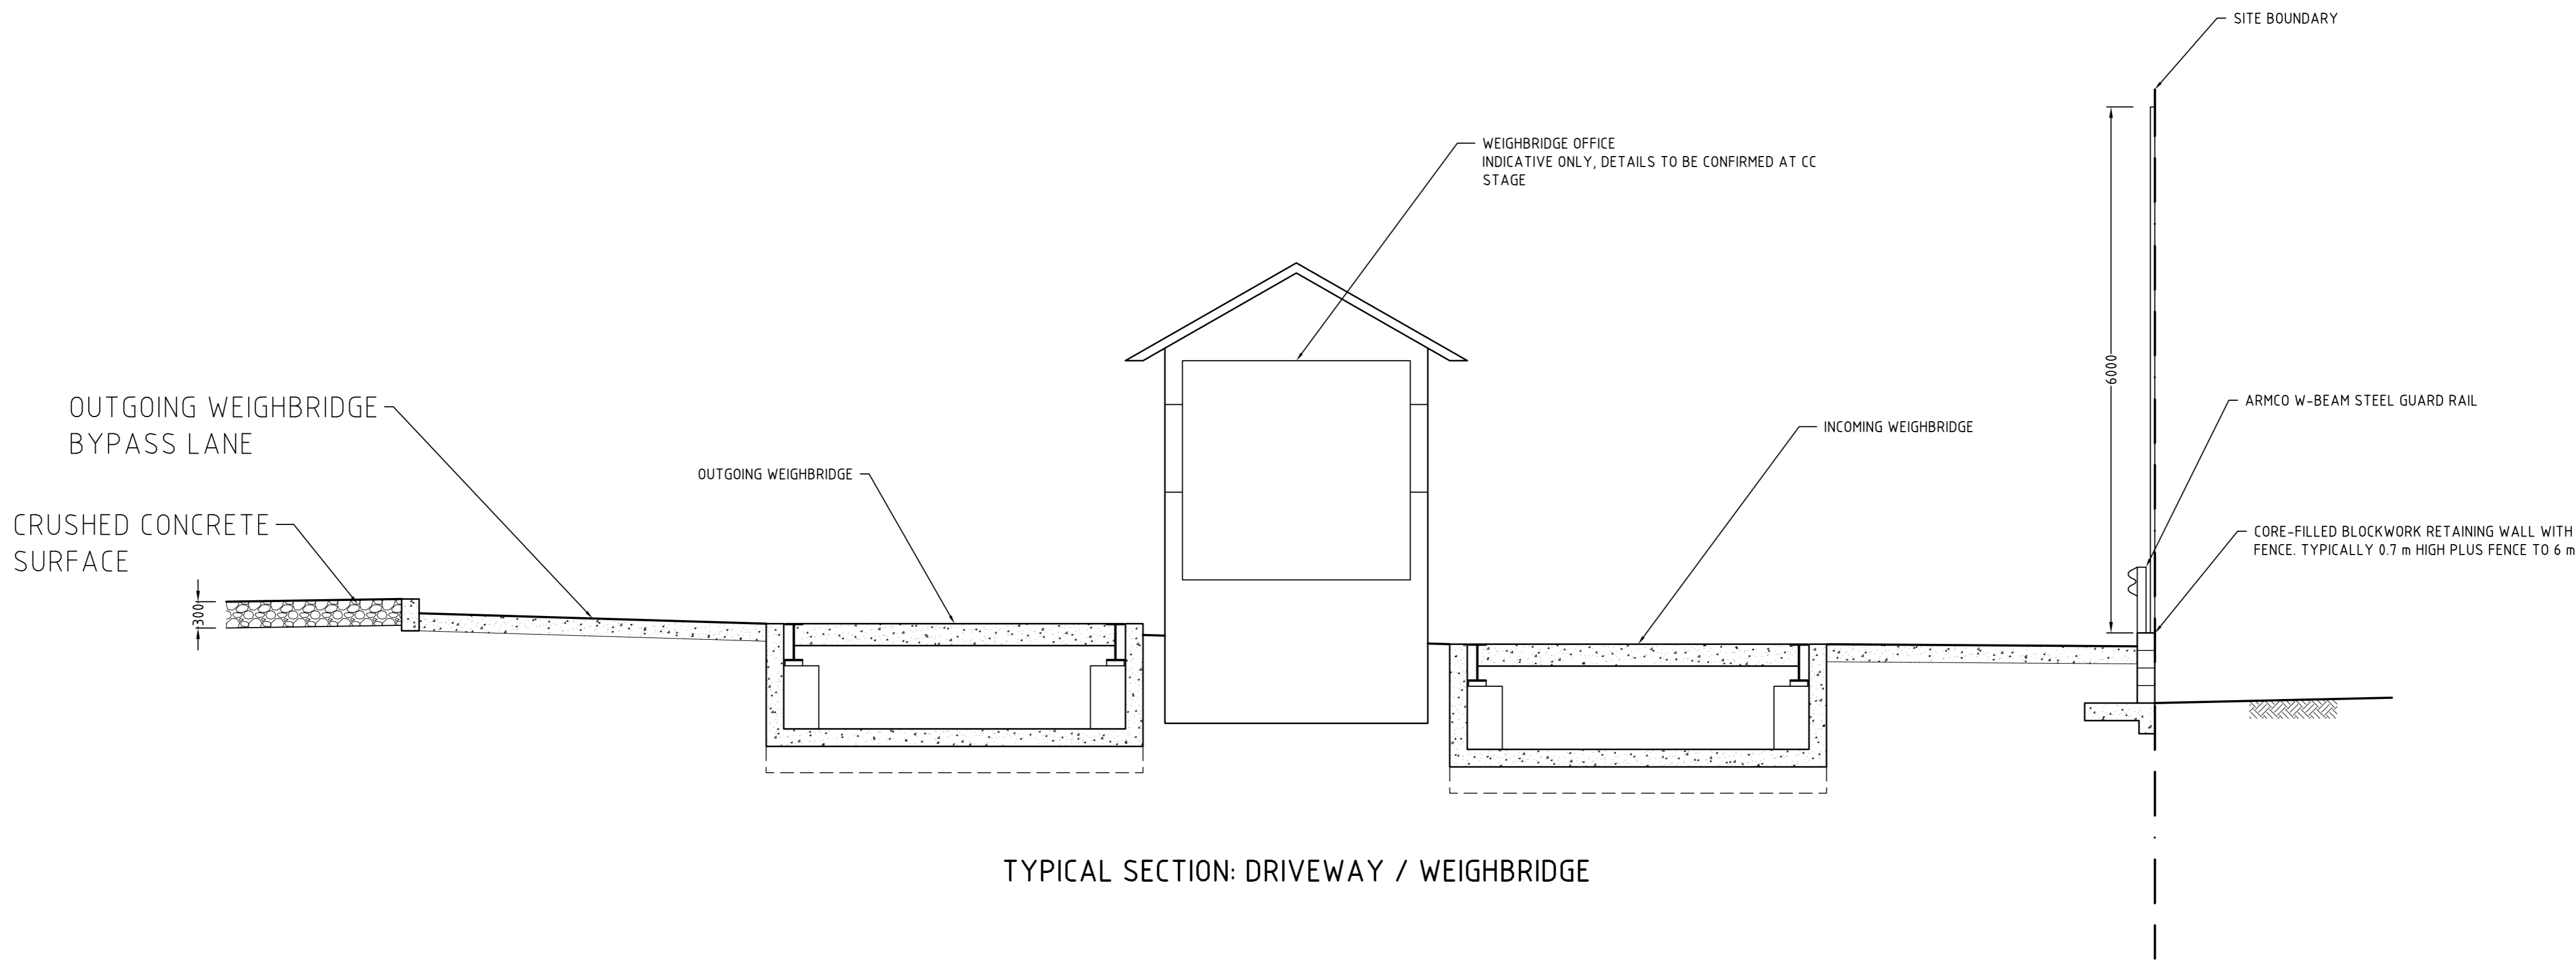 SITE BOUNDARY
WEIGHBRIDGE OFFICE
INDICATIVE ONLY, DETAILS TO BE CONFIRMED AT CC
STAGE
6000
OUTGOING WEIGHBRIDGE
BYPASS LANE
ARMCO W-BEAM STEEL GUARD RAIL
INCOMING WEIGHBRIDGE
OUTGOING WEIGHBRIDGE
CRUSHED CONCRETE
SURFACE
CORE-FILLED BLOCKWORK RETAINING WALL WITH
FENCE. TYPICALLY 0.7 m HIGH PLUS FENCE TO 6 m
300
TYPICAL SECTION: DRIVEWAY / WEIGHBRIDGE